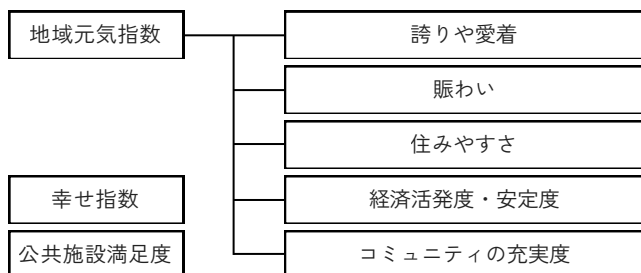 地域元気指数
誇りや愛着
賑わい
住みやすさ
幸せ指数
経済活発度・安定度
公共施設満足度
コミュニティの充実度